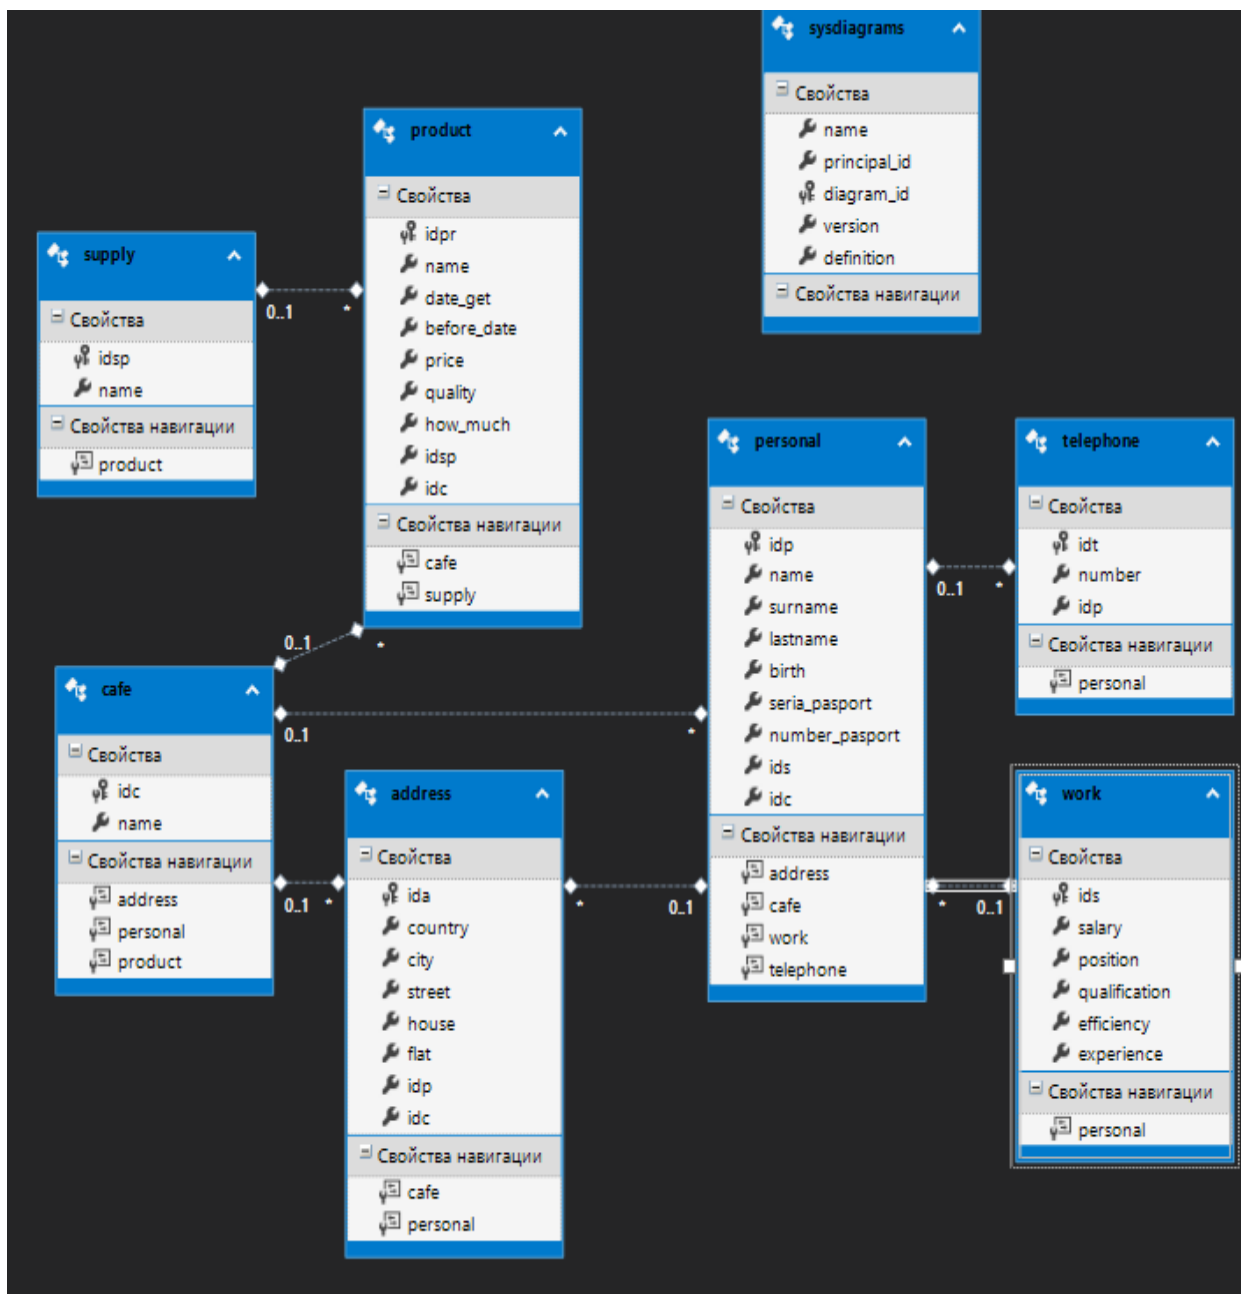 sysdiagrams
Свойства
name
principal_id
diagram_id
version
definition
Свойства навигации
product
Свойства
idpr
name
date_get
before_date
price
quality
how_much
idsp
idc
Свойства навигации
cafe
supply
supply
Свойства
idsp
name
Свойства навигации
product
0..1
*
personal
Свойства
idp
name
surname
lastname
birth
seria_pasport
number_pasport
ids
idc
Свойства навигации
address
cafe
work
telephone
telephone
Свойства
idt
number
idp
Свойства навигации
personal
0..1
*
0..1
*
cafe
Свойства
idc
name
Свойства навигации
address
personal
product
0..1
*
0..1 *
address
Свойства
ida
country
city
street
house
flat
idp
idc
Свойства навигации
cafe
personal
*
0..1
* 0..1
work
Свойства
ids
salary
position
qualification
efficiency
experience
Свойства навигации
personal